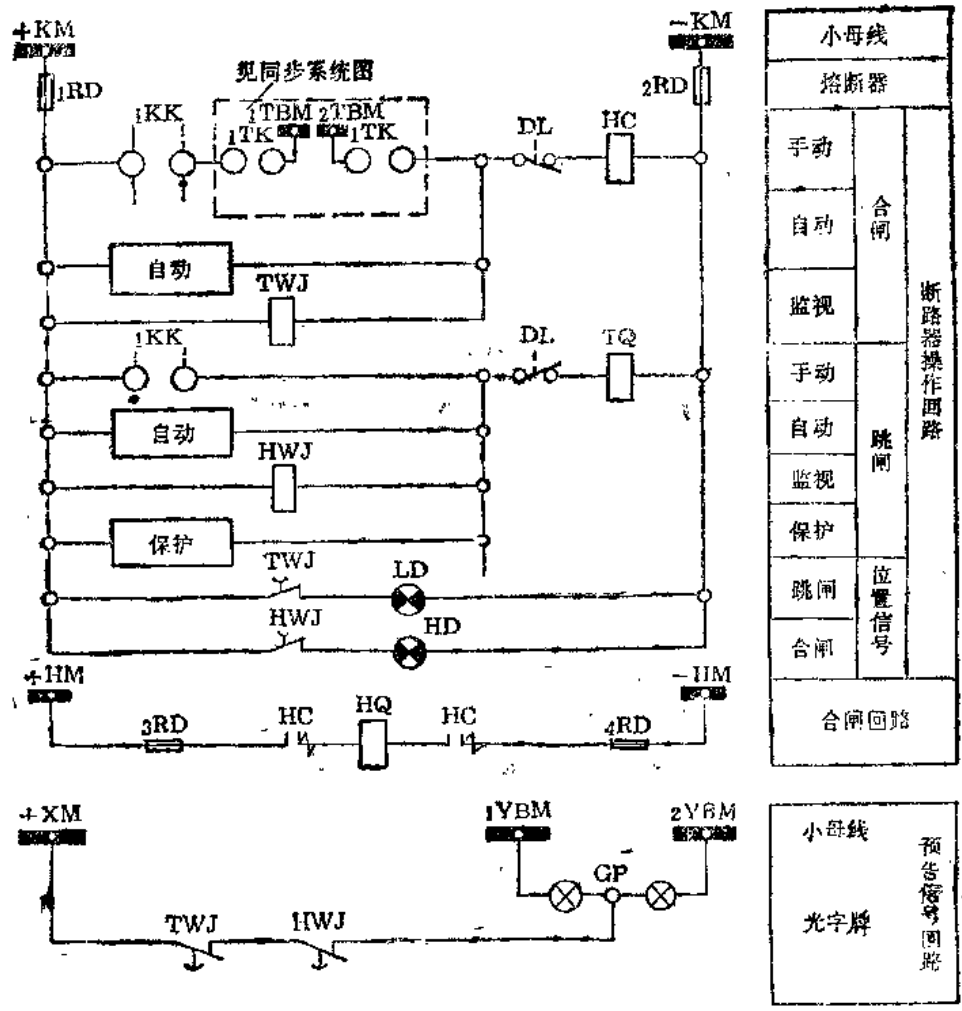 +KM
-KM
1RD
2RD
见同步系统图
1KK
1TBM 2TBM
1TK
1TK
DL
HC
自动
TWJ
1KK
DL
TQ
自动
HWJ
保护
TWJ
LD
HWJ
HD
+HM
-HM
3RD
HC
HQ
HC
4RD
+XM
1YBM
2YBM
GP
TWJ
HWJ
小母线
熔断器
手动
自动
监视
合闸
手动
自动
监视
保护
跳闸
跳闸
合闸
位置信号
断路器操作回路
合闸回路
小母线
光字牌
预告信号回路